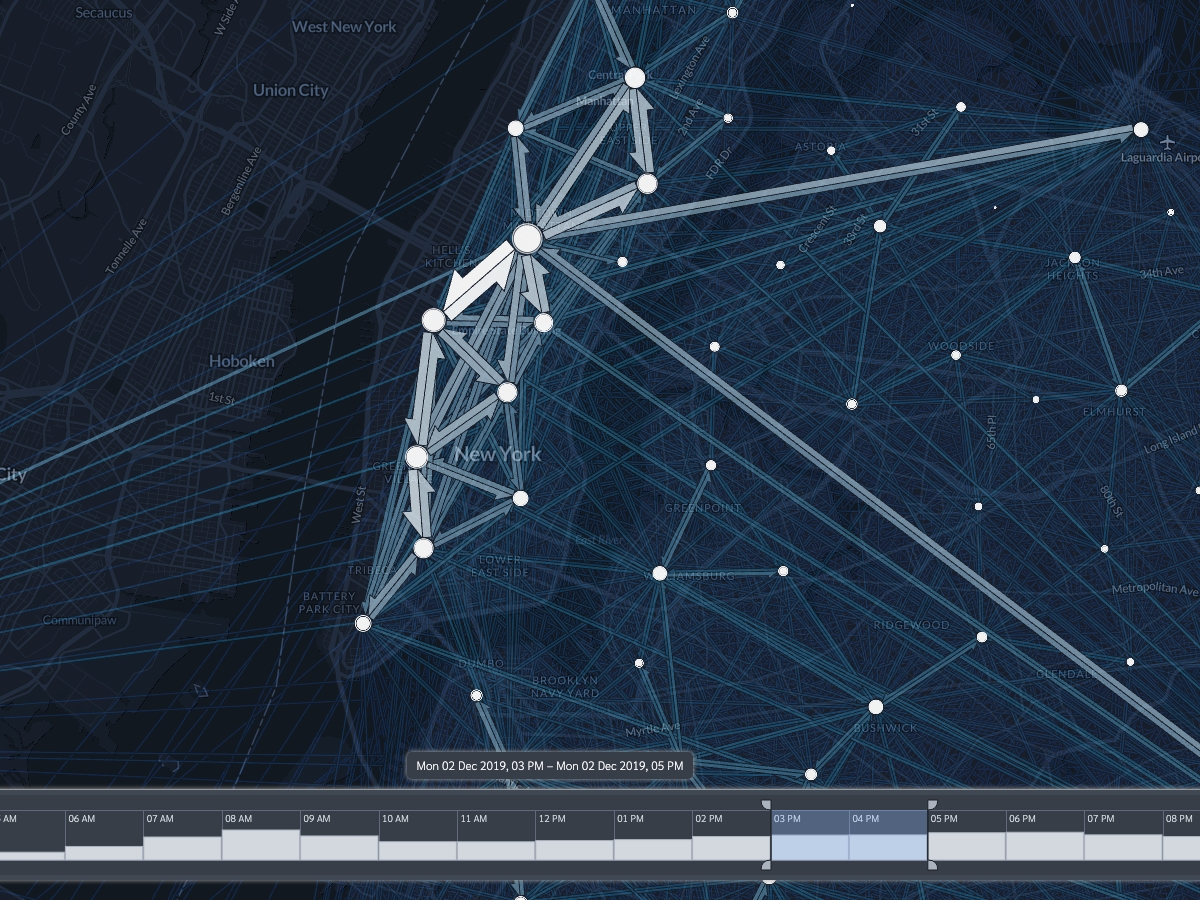 Secaucus
W Side
West New York
MANHATTAN
Lexington Ave
Union City
County Ave
Manhattan
2nd Ave
31st St
ASTORIA
Laguardia Airpo
FDR Dr
Bergenline Ave
Tonnelle Ave
HELL'S
KITCHEN
Crescent St
33rd St
JACKSON
HEIGHTS
34th Ave
WOODSIDE
Hoboken
1st St
ELMHURST
65th Pl
Long Island
City
New York
West St
GREENPOINT
80th St
East River
LOWER
EAST SIDE
TRIBECA
WILLIAMSBURG
BATTERY
PARK CITY
Metropolitan Ave
Communipaw
RIDGEWOOD
DUMBO
GLENDALE
BROOKLYN
NAVY YARD
Myrtle Ave
BUSHWICK
Mon 02 Dec 2019, 03 PM – Mon 02 Dec 2019, 05 PM
AM 06 AM 07 AM 08 AM 09 AM 10 AM 11 AM 12 PM 01 PM 02 PM 03 PM 04 PM 05 PM 06 PM 07 PM 08 PM